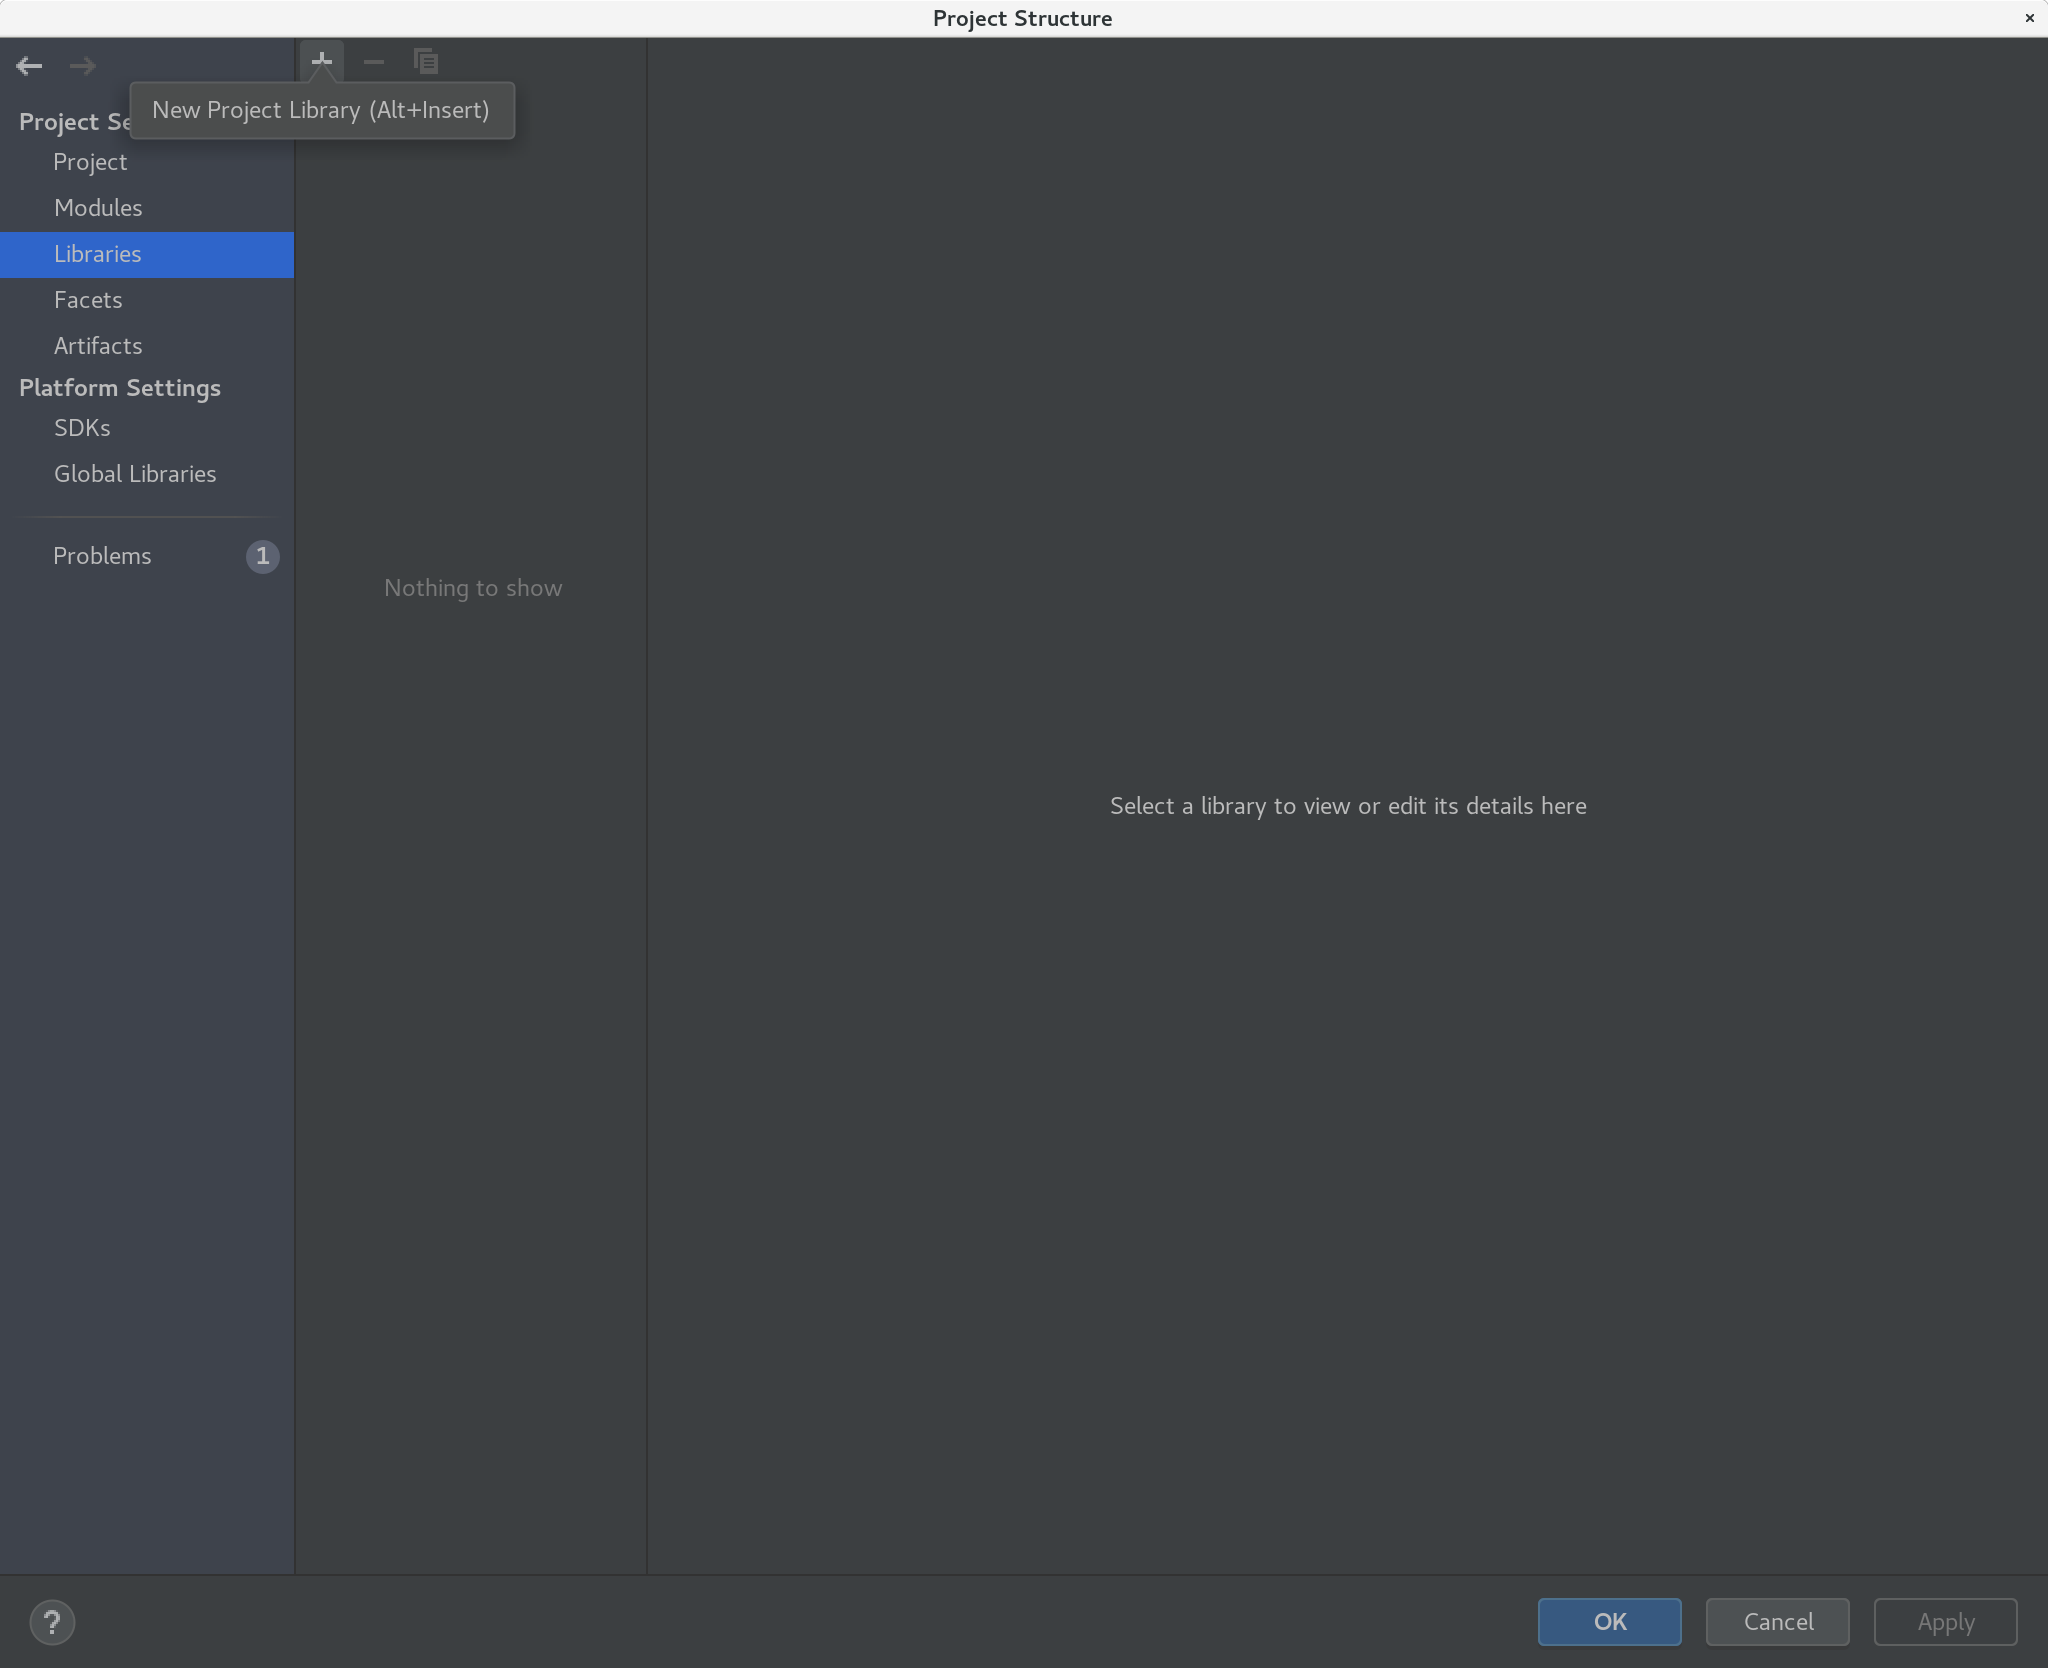 Project Structure
New Project Library (Alt+Insert)
Project Se
Project
Modules
Libraries
Facets
Artifacts
Platform Settings
SDKs
Global Libraries
Problems 1
Nothing to show
Select a library to view or edit its details here
? OK Cancel Apply